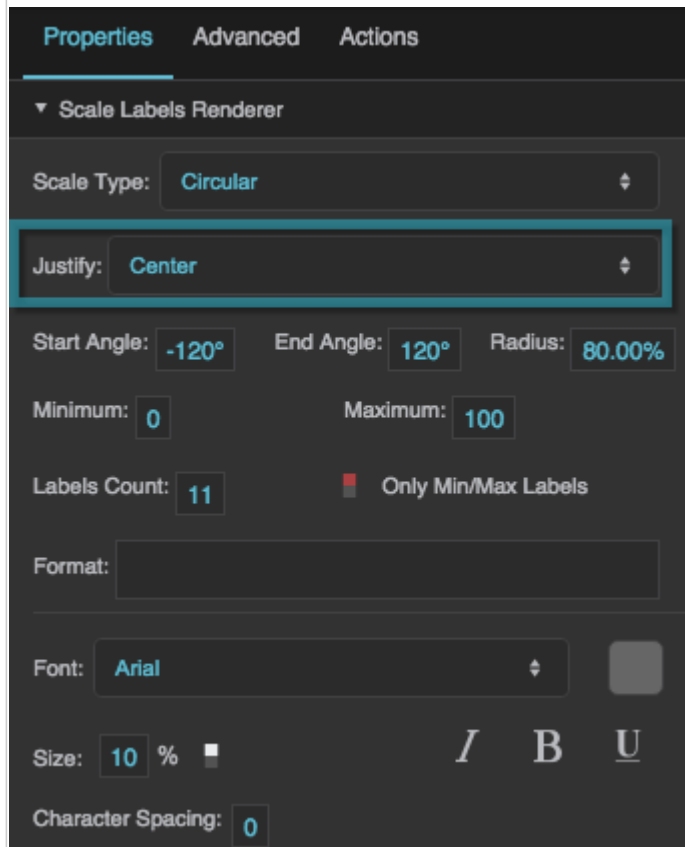 Properties Advanced Actions
Scale Labels Renderer
Scale Type: Circular
Justify: Center
Start Angle: -120° End Angle: 120° Radius: 80.00%
Minimum: 0 Maximum: 100
Labels Count: 11 Only Min/Max Labels
Format:
Font: Arial
Size: 10 % I B U
Character Spacing: 0